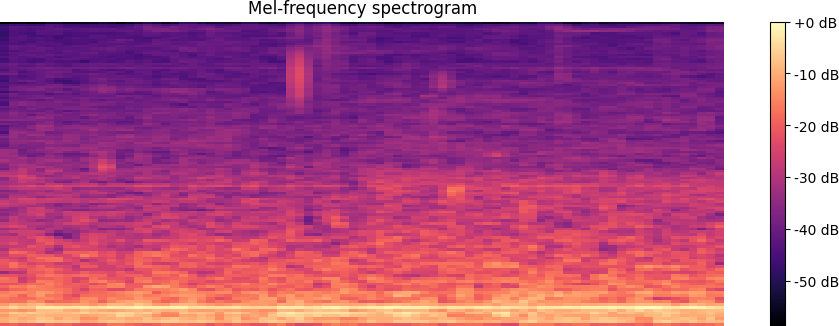 Mel-frequency spectrogram
+0 dB
-10 dB
-20 dB
-30 dB
-40 dB
-50 dB